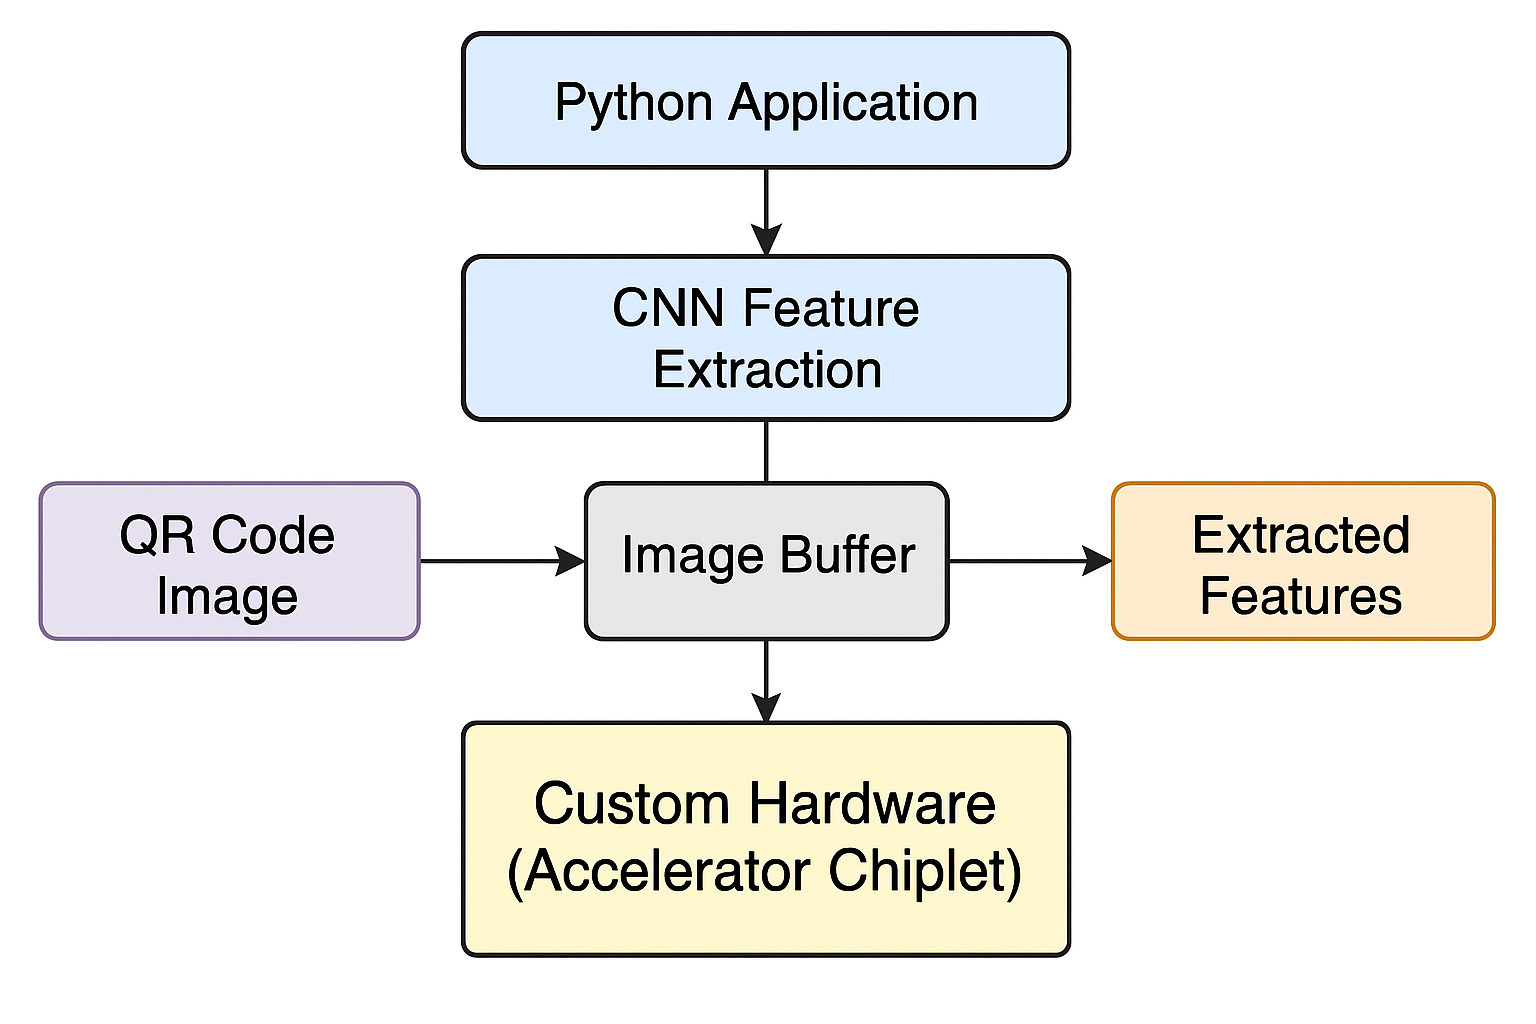 Python Application
CNN Feature
Extraction
QR Code
Image
Image Buffer
Extracted
Features
Custom Hardware
(Accelerator Chiplet)